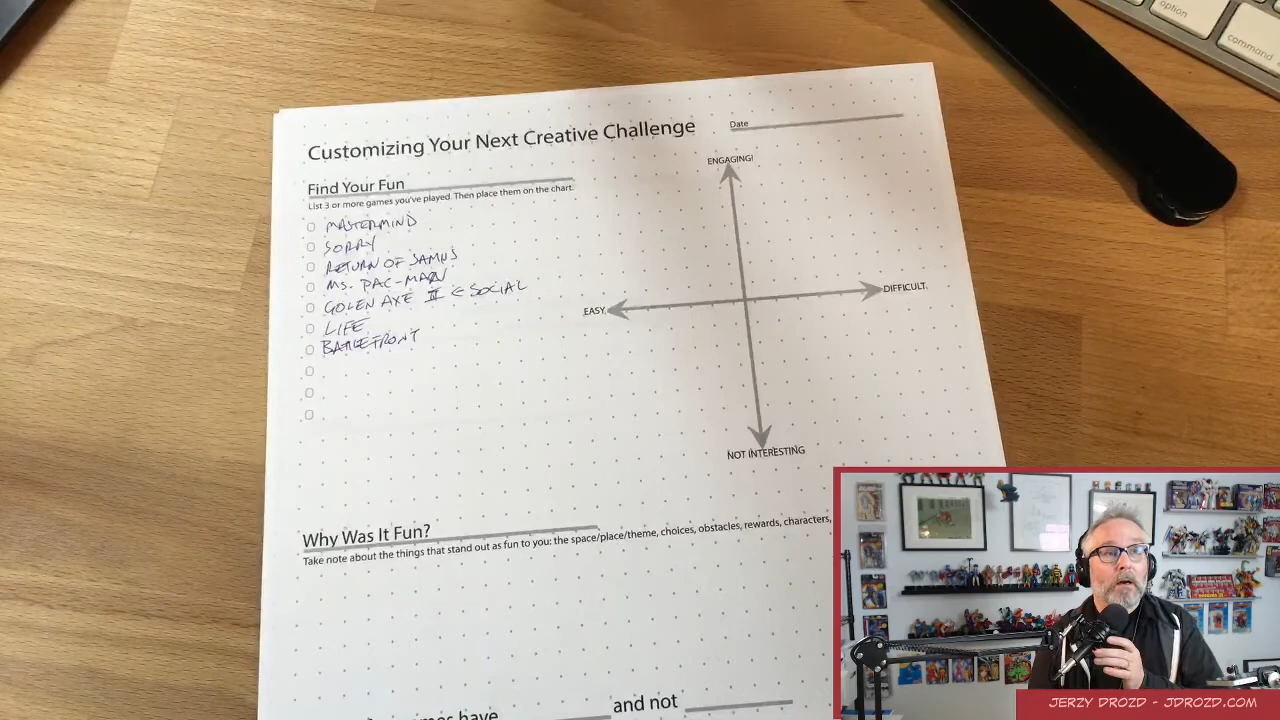 option
command
Customizing Your Next Creative Challenge
Date
Find Your Fun
List 3 or more games you've played. Then place them on the chart.
MASTERMIND
SORRY
RETURN OF SAMUS
MS. PAC-MAN
GOLEN AXE II < SOCIAL
LIFE
BATTLEFRONT
ENGAGING!
EASY.
DIFFICULT.
NOT INTERESTING
Why Was It Fun?
Take note about the things that stand out as fun to you: the space/place/theme, choices, obstacles, rewards, characters,
have
and not
JERZY DROZD - JDROZD.COM